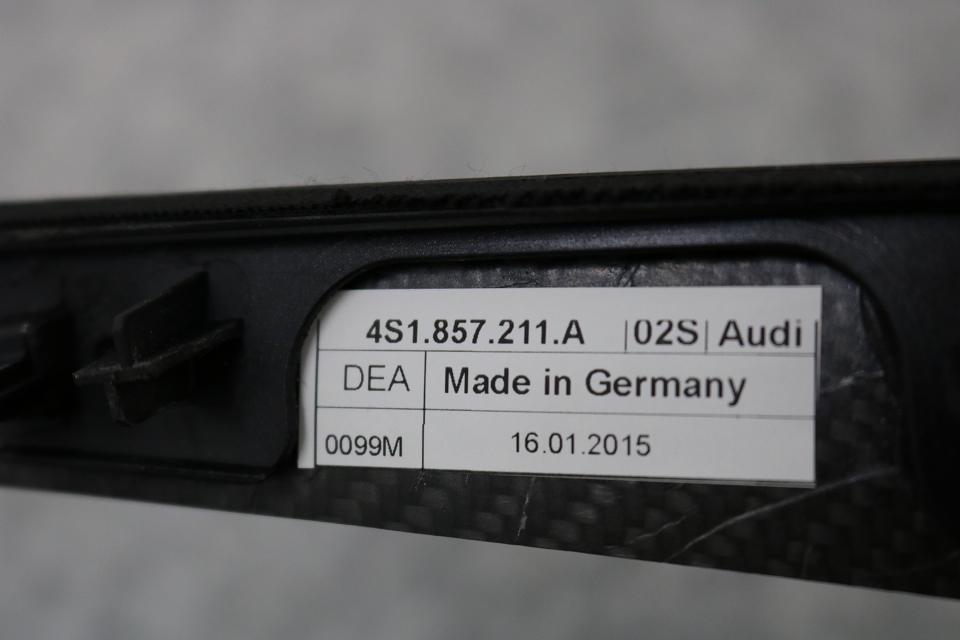 4S1.857.211.A |02S| Audi
DEA Made in Germany
0099M 16.01.2015